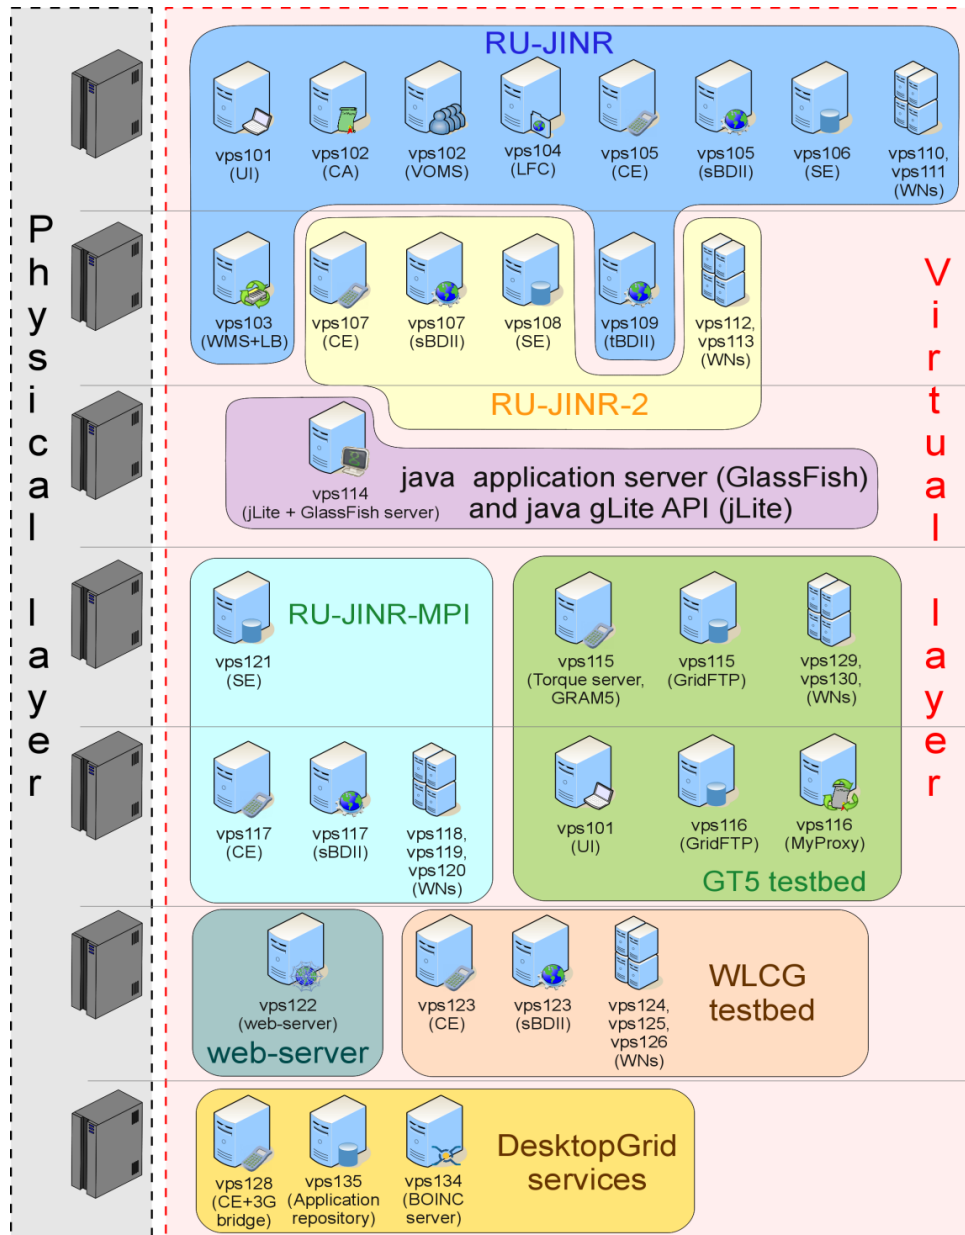 Physical layer
Virtual layer
RU-JINR
vps101
(UI)
vps102
(CA)
vps102
(VOMS)
vps104
(LFC)
vps105
(CE)
vps105
(sBDII)
vps106
(SE)
vps110,
vps111
(WNs)
vps103
(WMS+LB)
vps107
(CE)
vps107
(sBDII)
vps108
(SE)
vps109
(tBDII)
vps112,
vps113
(WNs)
RU-JINR-2
vps114
(jLite + GlassFish server)
java application server (GlassFish)
and java gLite API (jLite)
RU-JINR-MPI
vps121
(SE)
vps117
(CE)
vps117
(sBDII)
vps118,
vps119,
vps120
(WNs)
vps115
(Torque server,
GRAM5)
vps115
(GridFTP)
vps129,
vps130,
(WNs)
vps101
(UI)
vps116
(GridFTP)
vps116
(MyProxy)
GT5 testbed
vps122
(web-server)
web-server
vps123
(CE)
vps123
(sBDII)
vps124,
vps125,
vps126
(WNs)
WLCG
testbed
vps128
(CE+3G
bridge)
vps135
(Application
repository)
vps134
(BOINC
server)
DesktopGrid
services